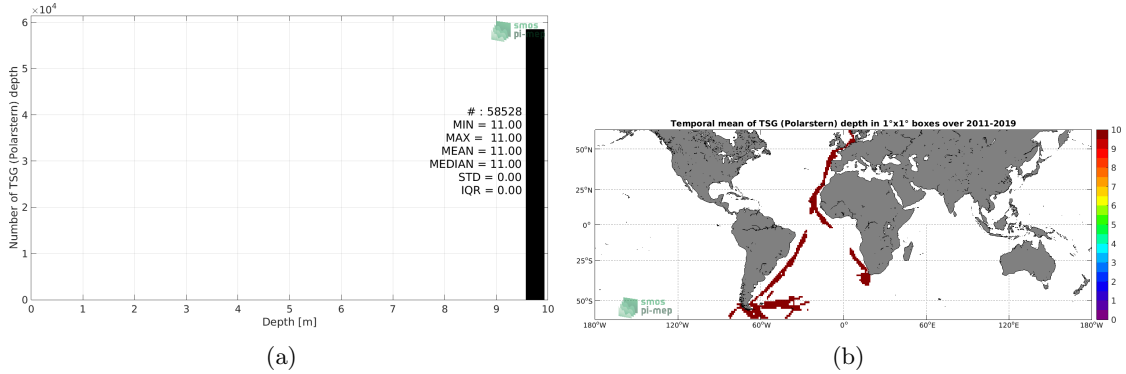 6
×10⁴
5
4
3
2
1
0
Number of TSG (Polarstern) depth
smos
pi-mep
# : 58528
MIN = 11.00
MAX = 11.00
MEAN = 11.00
MEDIAN = 11.00
STD = 0.00
IQR = 0.00
0 1 2 3 4 5 6 7 8 9 10
Depth [m]
(a)
Temporal mean of TSG (Polarstern) depth in 1°x1° boxes over 2011-2019
50°N
25°N
0°
25°S
50°S
smos
pi-mep
180°W 120°W 60°W 0° 60°E 120°E 180°W
10
9
8
7
6
5
4
3
2
1
0
(b)